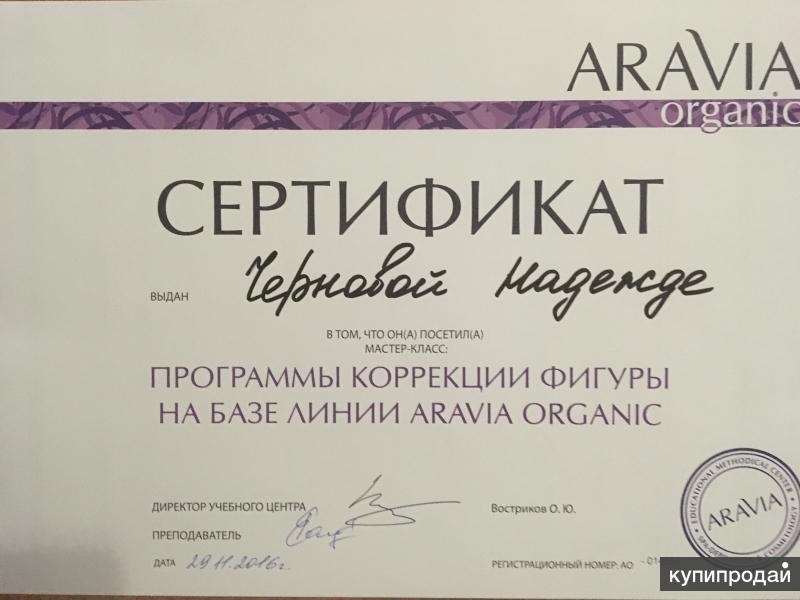 ARAVIA
organic
СЕРТИФИКАТ
ВЫДАН Черновой Надежде
В ТОМ, ЧТО ОН(А) ПОСЕТИЛ(А)
МАСТЕР-КЛАСС:
ПРОГРАММЫ КОРРЕКЦИИ ФИГУРЫ
НА БАЗЕ ЛИНИИ ARAVIA ORGANIC
ДИРЕКТОР УЧЕБНОГО ЦЕНТРА Востриков О. Ю.
ПРЕПОДАВАТЕЛЬ
ДАТА 29.11.2016г.
РЕГИСТРАЦИОННЫЙ НОМЕР: АО
EDUCATIONAL METHODICAL CENTER
ARAVIA
COSMETOLOGY
купипродай